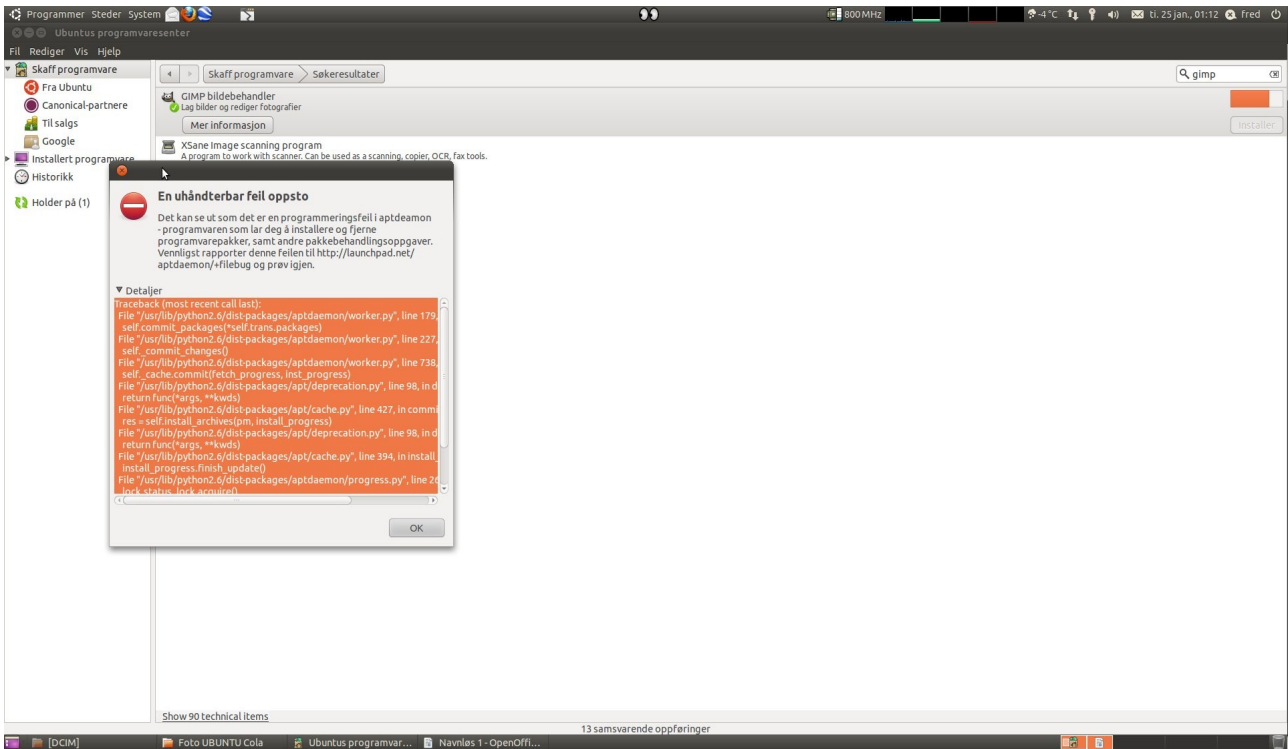 Programmer Steder System
800 MHz
-4 °C
ti. 25 jan., 01:12
fred
Ubuntus programvaresenter
Fil Rediger Vis Hjelp
Skaff programvare
Fra Ubuntu
Canonical-partnere
Til salgs
Google
Installert programvare
Historikk
Holder på (1)
Skaff programvare
Søkeresultater
gimp
GIMP bildebehandler
Lag bilder og rediger fotografier
Mer informasjon
Installer
XSane Image scanning program
A program to work with scanner. Can be used as a scanning, copier, OCR, fax tools.
En uhåndterbar feil oppsto
Det kan se ut som det er en programmeringsfeil i aptdeamon
- programvaren som lar deg å installere og fjerne
programvarepakker, samt andre pakkebehandlingsoppgaver.
Vennligst rapporter denne feilen til http://launchpad.net/
aptdaemon/+filebug og prøv igjen.
Detaljer
Traceback (most recent call last):
File "/usr/lib/python2.6/dist-packages/aptdaemon/worker.py", line 179,
self.commit_packages(*self.trans.packages)
File "/usr/lib/python2.6/dist-packages/aptdaemon/worker.py", line 227,
self._commit_changes()
File "/usr/lib/python2.6/dist-packages/aptdaemon/worker.py", line 738,
self._cache.commit(fetch_progress, inst_progress)
File "/usr/lib/python2.6/dist-packages/apt/deprecation.py", line 98, in d
return func(*args, **kwds)
File "/usr/lib/python2.6/dist-packages/apt/cache.py", line 427, in commi
res = self.install_archives(pm, install_progress)
File "/usr/lib/python2.6/dist-packages/apt/deprecation.py", line 98, in d
return func(*args, **kwds)
File "/usr/lib/python2.6/dist-packages/apt/cache.py", line 394, in install_
install_progress.finish_update()
File "/usr/lib/python2.6/dist-packages/aptdaemon/progress.py", line 26
lock.status_lock.acquire()
OK
Show 90 technical items
13 samsvarende oppføringer
[DCIM]
Foto UBUNTU Cola
Ubuntus programvar...
Navnløs 1 - OpenOffi...